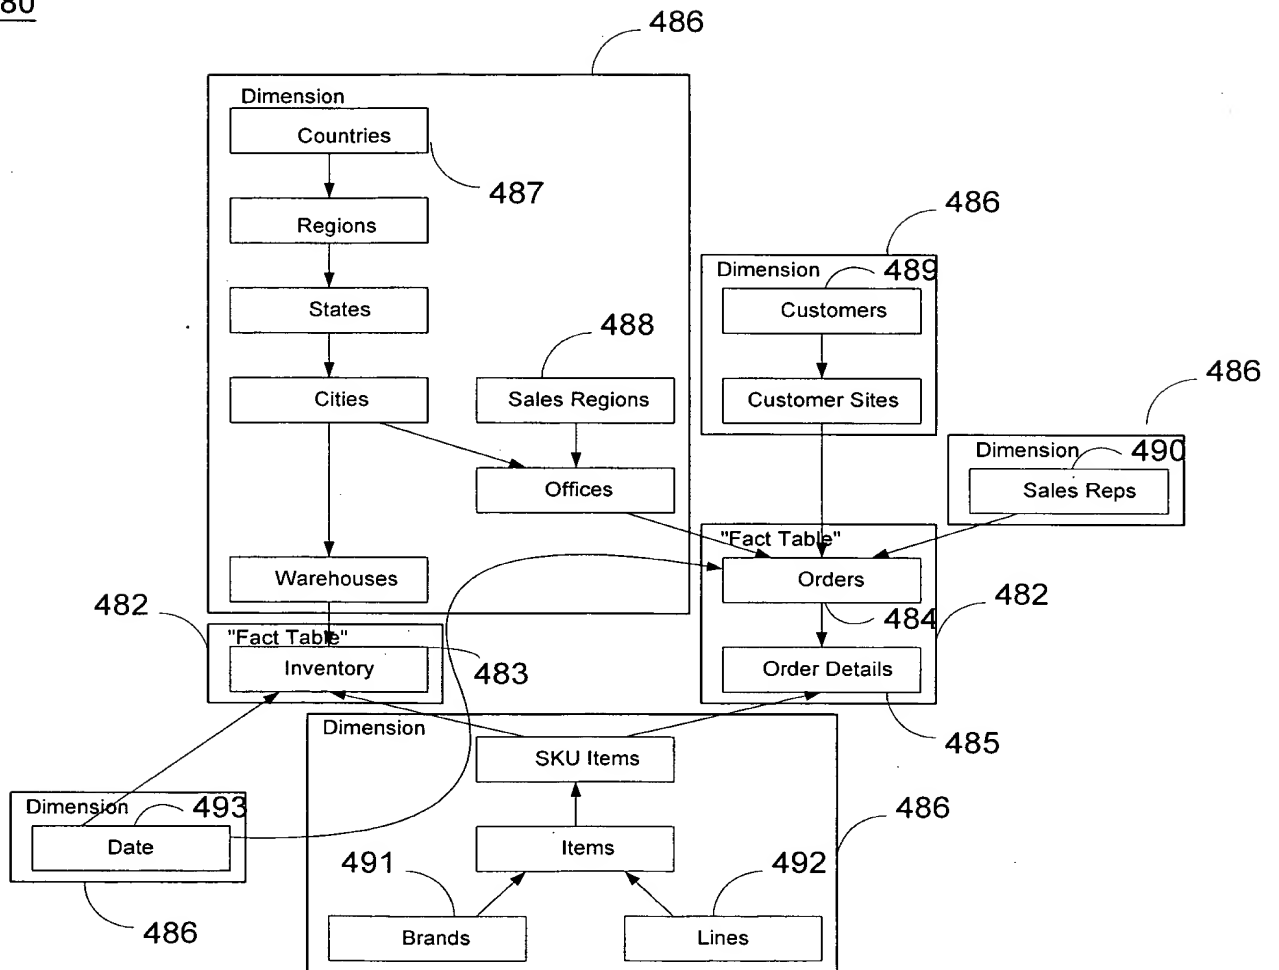 486
Dimension
Countries
487
Regions
486
Dimension
489
States
Customers
488
486
Cities
Sales Regions
Customer Sites
Dimension
490
Offices
Sales Reps
"Fact Table"
Warehouses
Orders
482
482
484
"Fact Table"
Inventory
483
Order Details
Dimension
485
SKU Items
Dimension
493
486
Date
Items
491
492
486
Brands
Lines